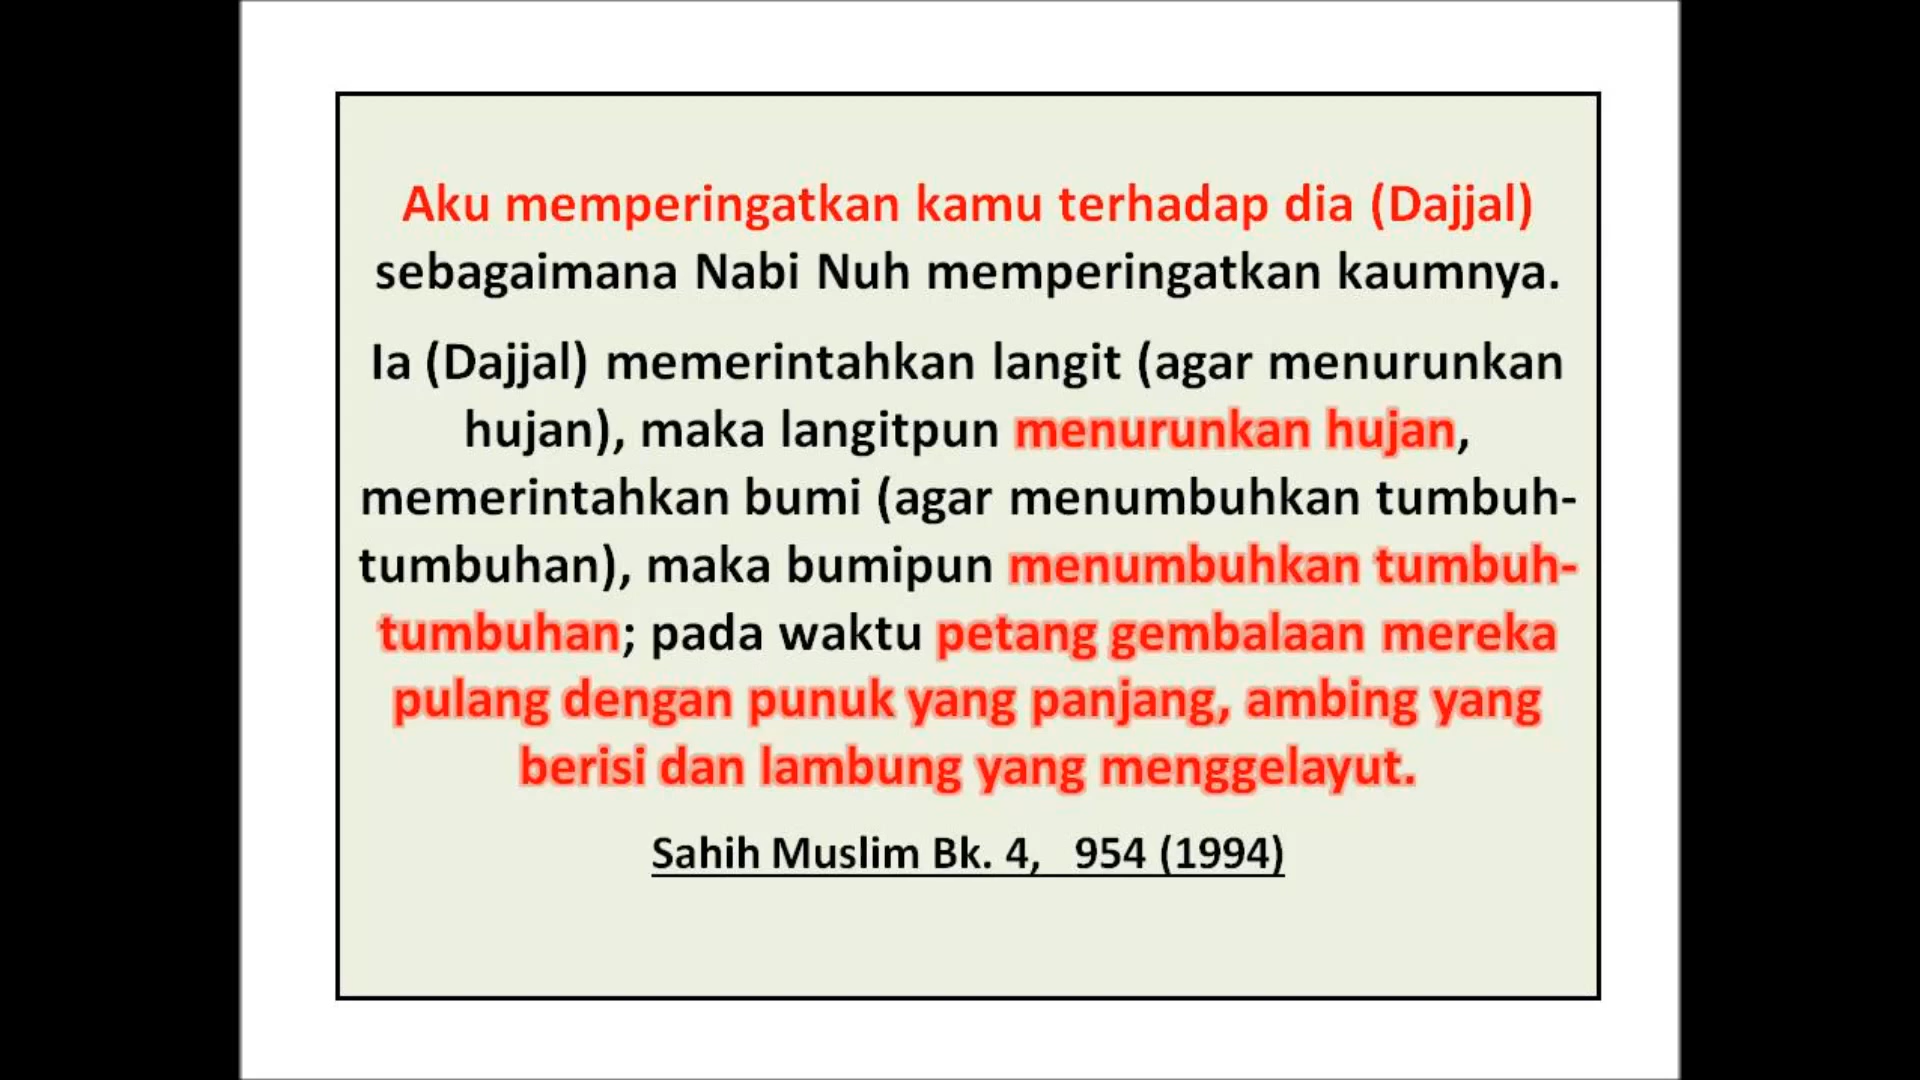 Aku memperingatkan kamu terhadap dia (Dajjal)
sebagaimana Nabi Nuh memperingatkan kaumnya.
Ia (Dajjal) memerintahkan langit (agar menurunkan
hujan), maka langitpun menurunkan hujan,
memerintahkan bumi (agar menumbuhkan tumbuh-
tumbuhan), maka bumipun menumbuhkan tumbuh-
tumbuhan; pada waktu petang gembalaan mereka
pulang dengan punuk yang panjang, ambing yang
berisi dan lambung yang menggelayut.
Sahih Muslim Bk. 4, 954 (1994)